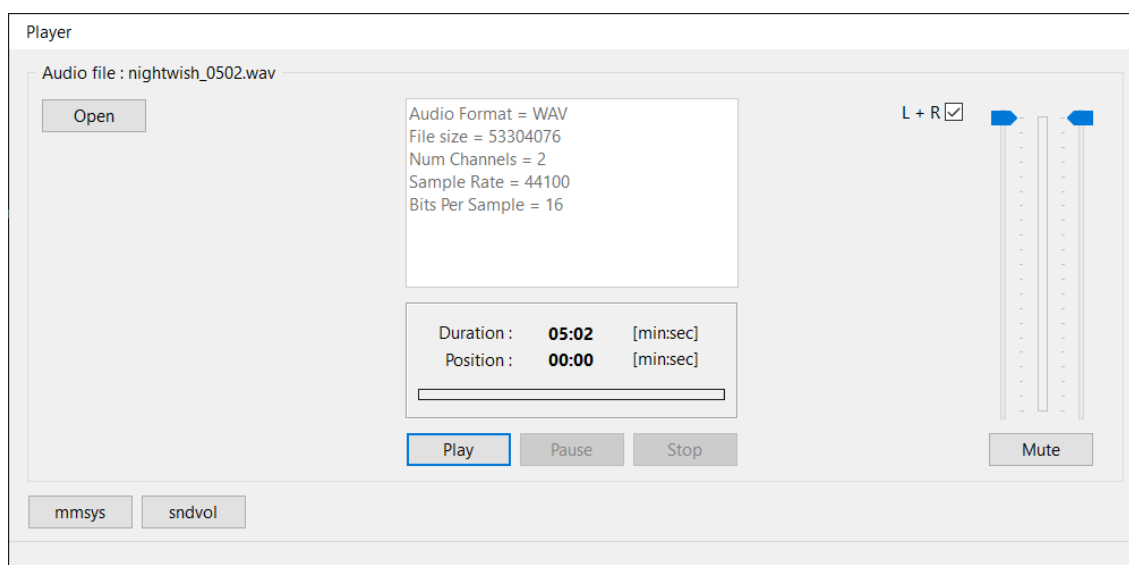 Player
Audio file : nightwish_0502.wav
Open
Audio Format = WAV
File size = 53304076
Num Channels = 2
Sample Rate = 44100
Bits Per Sample = 16
L + R
Duration : 05:02 [min:sec]
Position : 00:00 [min:sec]
Play Pause Stop
Mute
mmsys sndvol